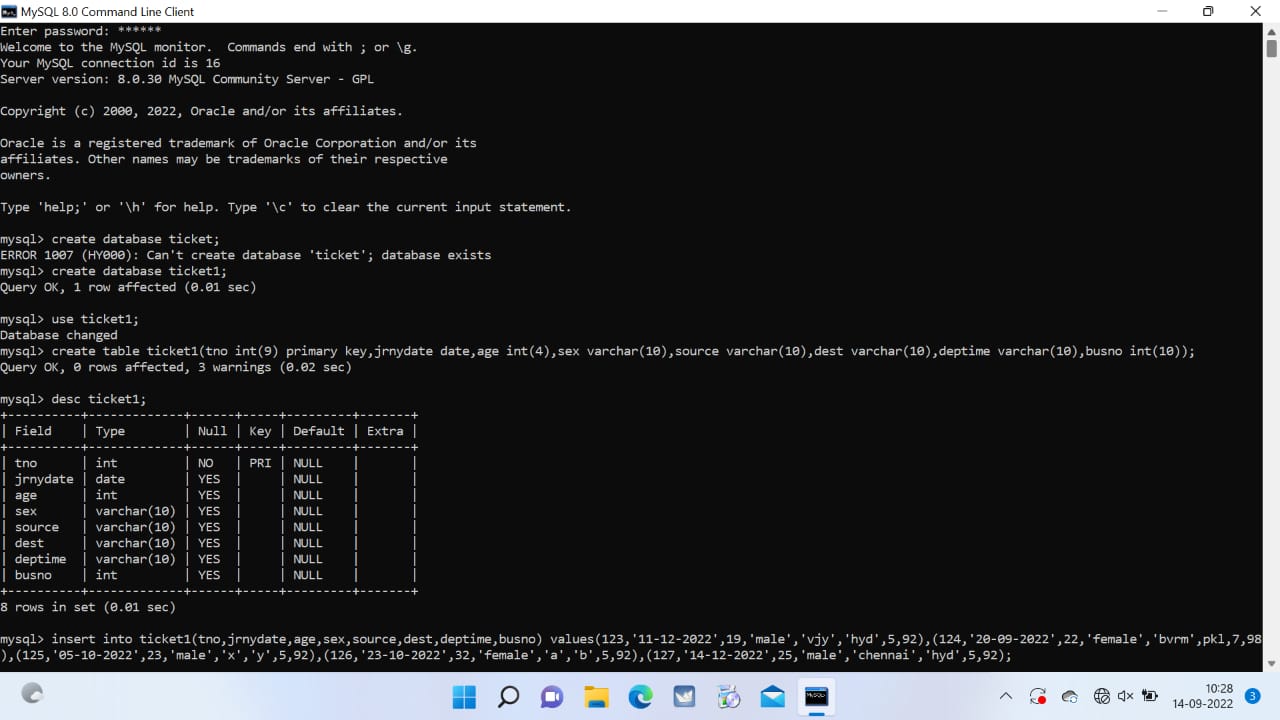 MySQL 8.0 Command Line Client
Enter password: ******
Welcome to the MySQL monitor.  Commands end with ; or \g.
Your MySQL connection id is 16
Server version: 8.0.30 MySQL Community Server - GPL
Copyright (c) 2000, 2022, Oracle and/or its affiliates.
Oracle is a registered trademark of Oracle Corporation and/or its
affiliates. Other names may be trademarks of their respective
owners.
Type 'help;' or '\h' for help. Type '\c' to clear the current input statement.
mysql> create database ticket;
ERROR 1007 (HY000): Can't create database 'ticket'; database exists
mysql> create database ticket1;
Query OK, 1 row affected (0.01 sec)
mysql> use ticket1;
Database changed
mysql> create table ticket1(tno int(9) primary key,jrnydate date,age int(4),sex varchar(10),source varchar(10),dest varchar(10),deptime varchar(10),busno int(10));
Query OK, 0 rows affected, 3 warnings (0.02 sec)
mysql> desc ticket1;
+----------+-------------+------+-----+---------+-------+
| Field    | Type        | Null | Key | Default | Extra |
+----------+-------------+------+-----+---------+-------+
| tno      | int         | NO   | PRI | NULL    |       |
| jrnydate | date        | YES  |     | NULL    |       |
| age      | int         | YES  |     | NULL    |       |
| sex      | varchar(10) | YES  |     | NULL    |       |
| source   | varchar(10) | YES  |     | NULL    |       |
| dest     | varchar(10) | YES  |     | NULL    |       |
| deptime  | varchar(10) | YES  |     | NULL    |       |
| busno    | int         | YES  |     | NULL    |       |
+----------+-------------+------+-----+---------+-------+
8 rows in set (0.01 sec)
mysql> insert into ticket1(tno,jrnydate,age,sex,source,dest,deptime,busno) values(123,'11-12-2022',19,'male','vjy','hyd',5,92),(124,'20-09-2022',22,'female','bvrm',pkl,7,98
),(125,'05-10-2022',23,'male','x','y',5,92),(126,'23-10-2022',32,'female','a','b',5,92),(127,'14-12-2022',25,'male','chennai','hyd',5,92);
10:28
14-09-2022
3